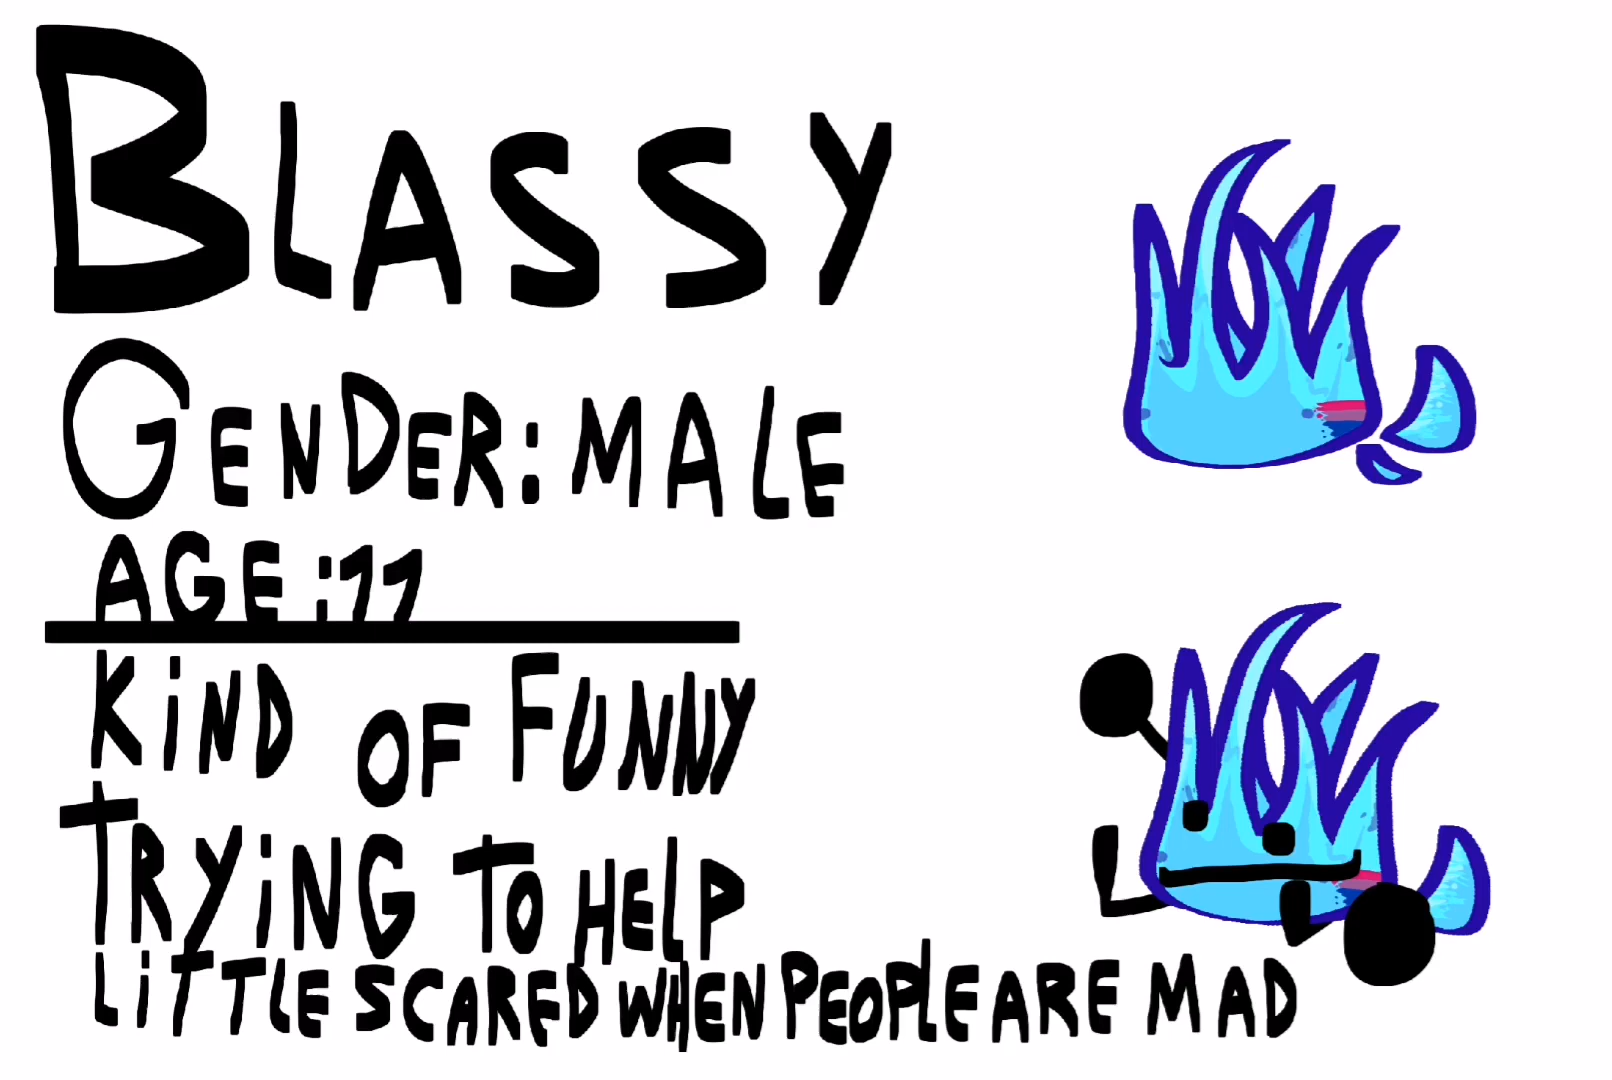 BLASSY
GENDER: MALE
AGE: 11
KiND OF FUNNY
TRYiNG TO HELP
LiTTLE SCARED WHEN PEOPLE ARE MAD